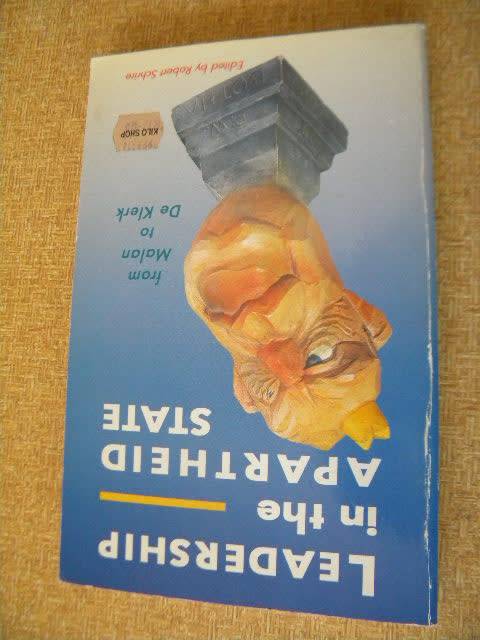 LEADERSHIP
in the
APARTHEID
STATE
from
Malan
to
De Klerk
KILO SHOP
Edited by Robert Schrire